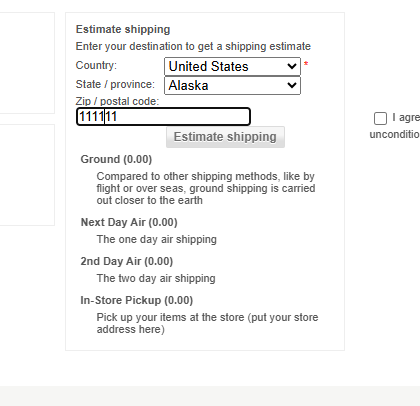 Estimate shipping
Enter your destination to get a shipping estimate
Country: United States *
State / province: Alaska
Zip / postal code:
111111
Estimate shipping
Ground (0.00)
Compared to other shipping methods, like by
flight or over seas, ground shipping is carried
out closer to the earth
Next Day Air (0.00)
The one day air shipping
2nd Day Air (0.00)
The two day air shipping
In-Store Pickup (0.00)
Pick up your items at the store (put your store
address here)
I agre
unconditio